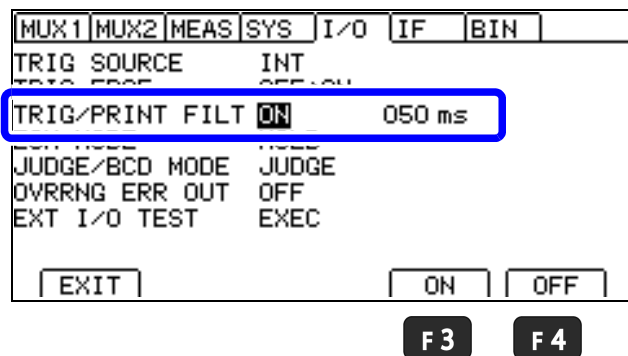 MUX1 MUX2 MEAS SYS I/O IF BIN
TRIG SOURCE INT
TRIG/PRINT FILT ON 050 ms
JUDGE/BCD MODE JUDGE
OVRRNG ERR OUT OFF
EXT I/O TEST EXEC
EXIT ON OFF
F3 F4